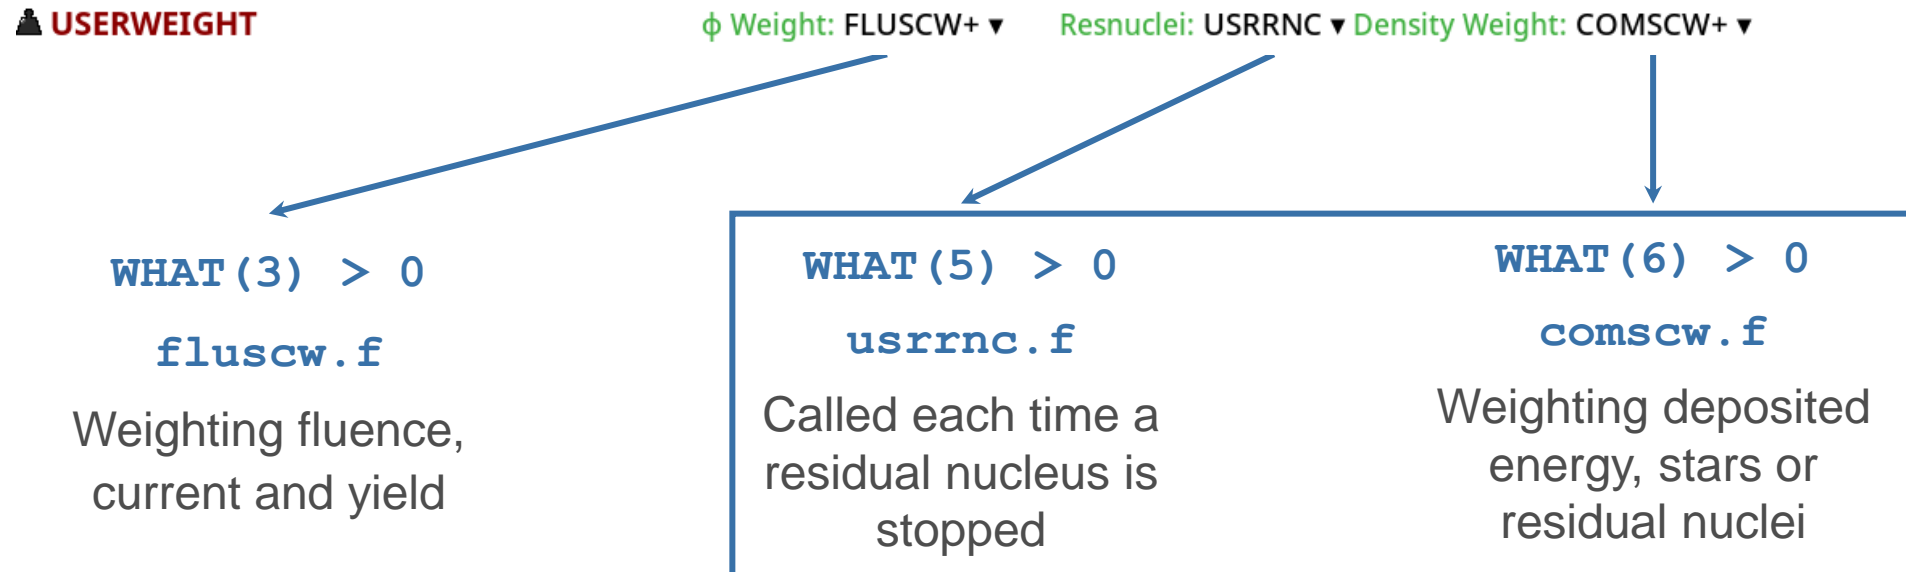 USERWEIGHT
ϕ Weight: FLUSCW+ ▾ Resnuclei: USRRNC ▾ Density Weight: COMSCW+ ▾
WHAT(3) > 0
fluscw.f
Weighting fluence,
current and yield
WHAT(5) > 0
usrrnc.f
Called each time a
residual nucleus is
stopped
WHAT(6) > 0
comscw.f
Weighting deposited
energy, stars or
residual nuclei